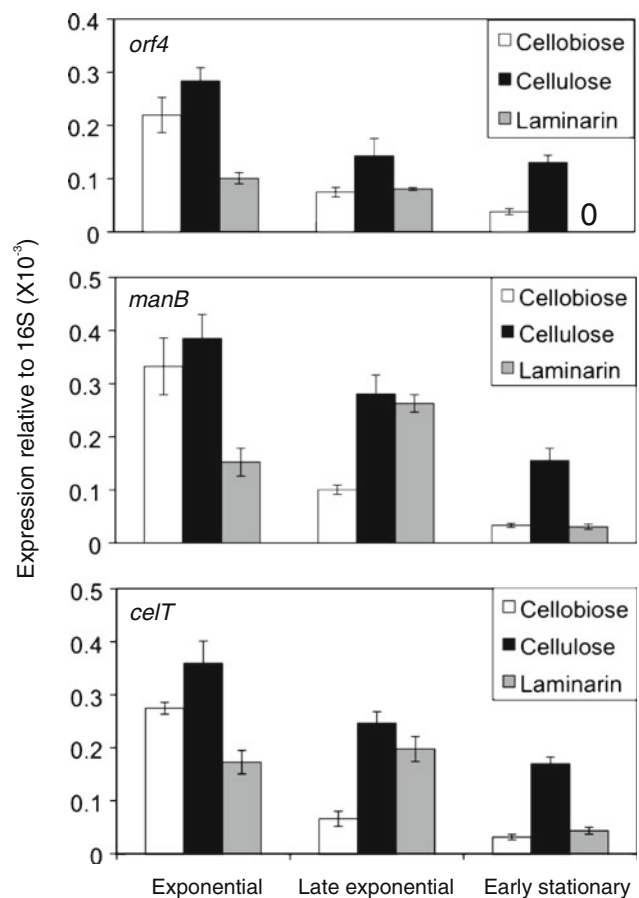 Expression relative to 16S (X10⁻³)
orf4
0.4
0.3
0.2
0.1
0
Cellobiose
Cellulose
Laminarin
0
manB
0.5
0.4
0.3
0.2
0.1
0
Cellobiose
Cellulose
Laminarin
celT
0.5
0.4
0.3
0.2
0.1
0
Cellobiose
Cellulose
Laminarin
Exponential Late exponential Early stationary